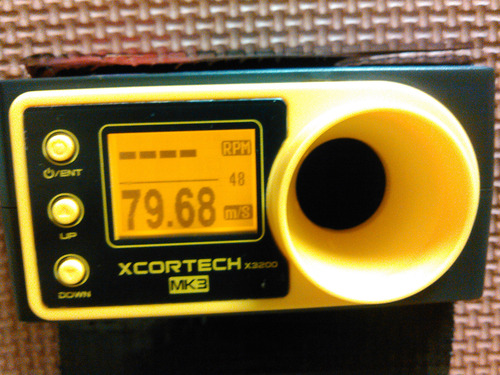 ---- RPM
48
79.68 m/s
⏻/ENT
UP
DOWN
XCORTECH X3200
MK3